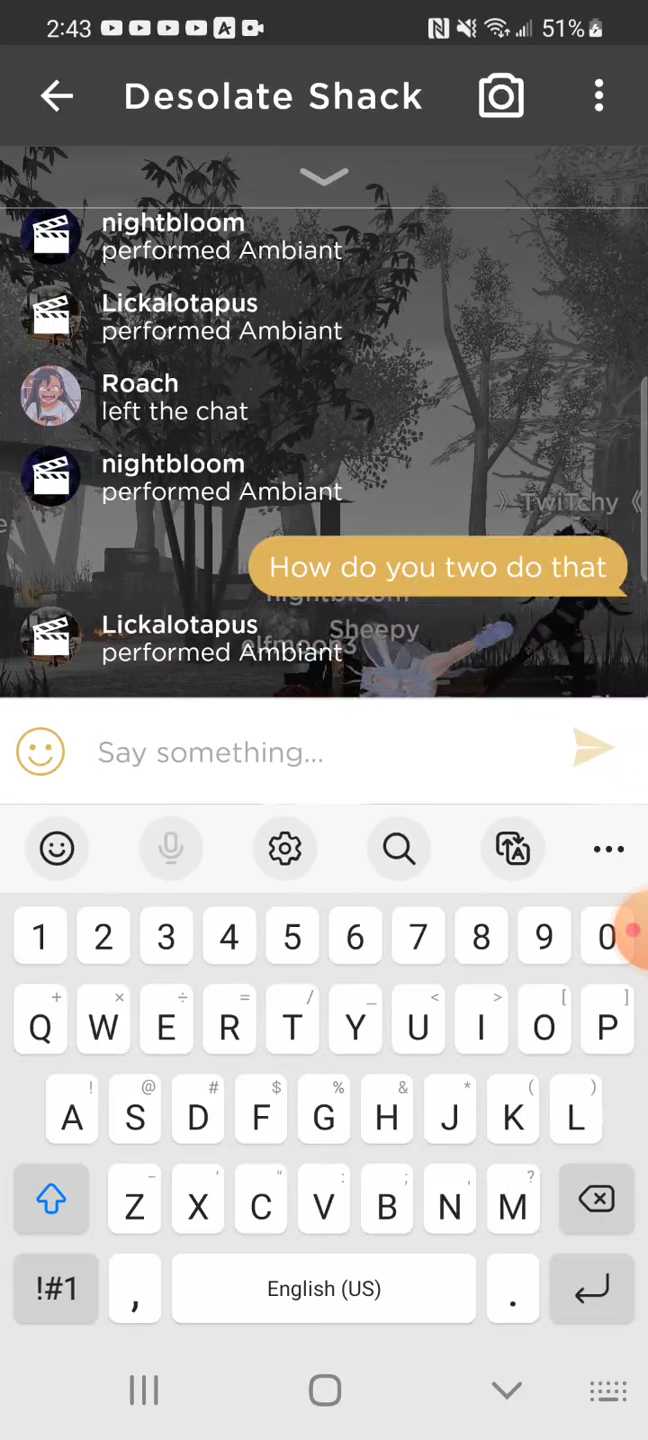 2:43
51%
Desolate Shack
nightbloom
performed Ambiant
Lickalotapus
performed Ambiant
Roach
left the chat
nightbloom
performed Ambiant
》 TwiTchy 《
How do you two do that
nightbloom
Lickalotapus
Sheepy
performed Ambiant
elfmoon3
Say something...
1 2 3 4 5 6 7 8 9 0
+ × ÷ = / _ < > [ ]
Q W E R T Y U I O P
! @ # $ % & * ( )
A S D F G H J K L
- ' " : ; , ?
Z X C V B N M
!#1 , English (US) .